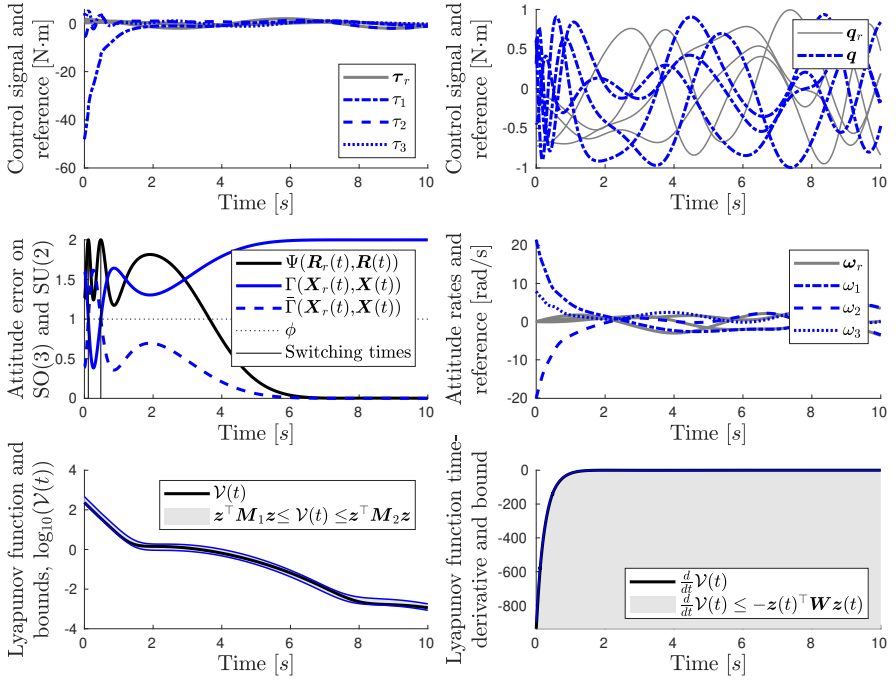 Control signal and
reference [N·m]
0
-20
-40
-60
0 2 4 6 8 10
Time [s]
τ_r
τ_1
τ_2
τ_3
Control signal and
reference [N·m]
1
0.5
0
-0.5
-1
0 2 4 6 8 10
Time [s]
q_r
q
Attitude error on
SO(3) and SU(2)
2
1.5
1
0.5
0
0 2 4 6 8 10
Time [s]
Ψ(R_r(t),R(t))
Γ(X_r(t),X(t))
Γ̄(X_r(t),X(t))
ϕ
Switching times
Attitude rates and
reference [rad/s]
20
10
0
-10
-20
0 2 4 6 8 10
Time [s]
ω_r
ω_1
ω_2
ω_3
Lyapunov function and
bounds, log₁₀(𝒱(t))
4
2
0
-2
-4
0 2 4 6 8 10
Time [s]
𝒱(t)
z^⊤M_1z≤ 𝒱(t) ≤z^⊤M_2z
Lyapunov function time-
derivative and bound
0
-200
-400
-600
-800
0 2 4 6 8 10
Time [s]
d/dt 𝒱(t)
d/dt 𝒱(t) ≤ −z(t)^⊤Wz(t)